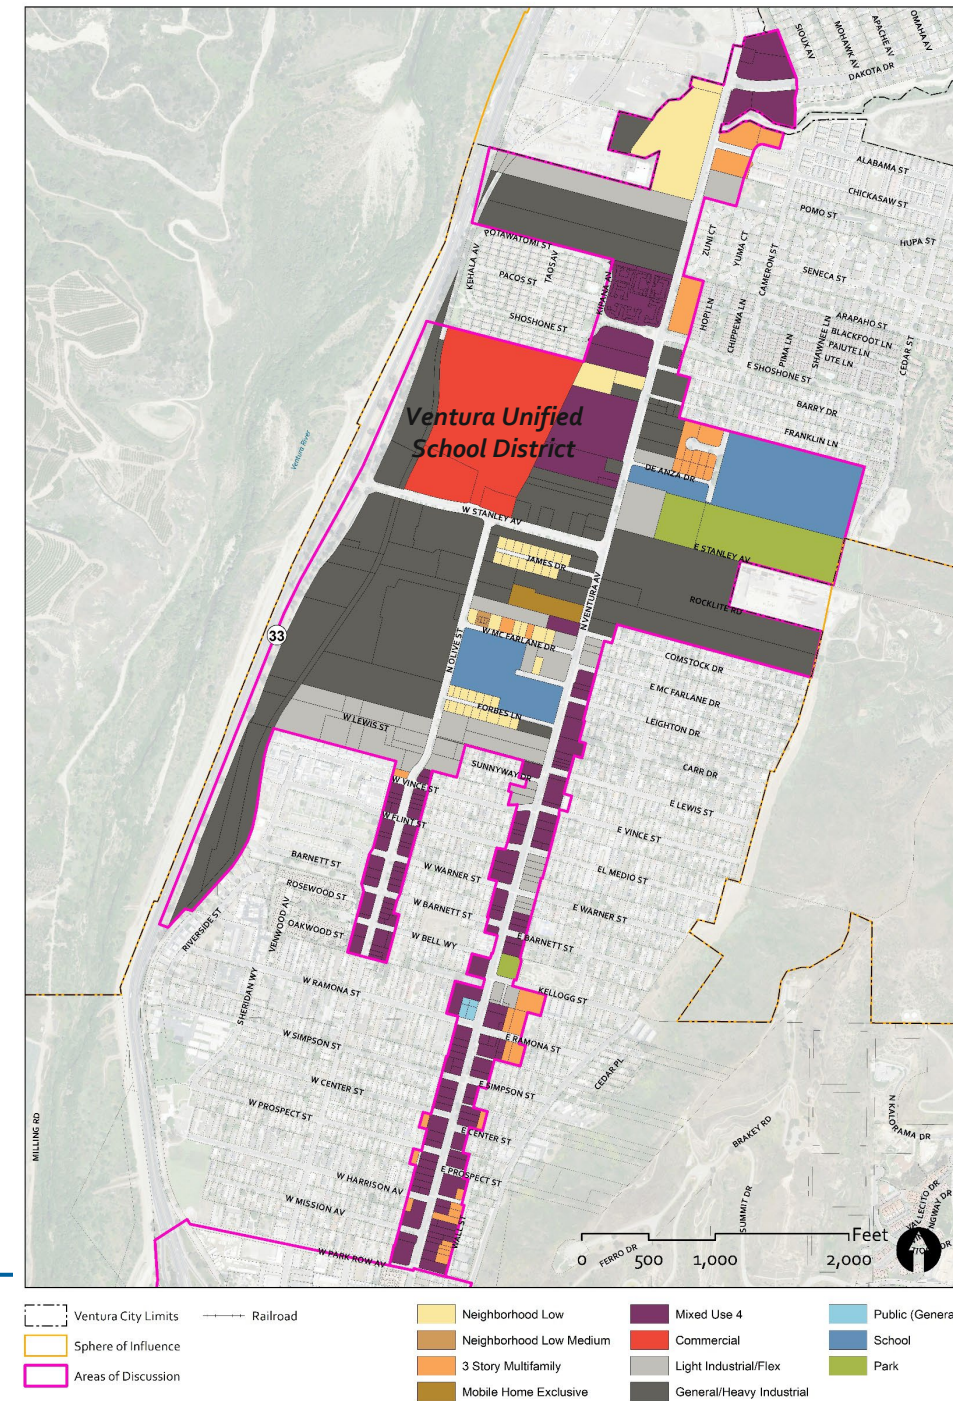 SIOUX AV
MOHAWK AV
APACHE AV
OMAHA AV
DAKOTA DR
ALABAMA ST
CHICKASAW ST
POMO ST
HUPA ST
ZUNI CT
YUMA CT
CAMERON ST
SENECA ST
POTAWATOMI ST
KEHALA AV
TAOS AV
PACOS ST
KIPANA AV
SHOSHONE ST
HOPI LN
CHIPPEWA LN
PIMA LN
SHAWNEE LN
ARAPAHO ST
BLACKFOOT LN
PAIUTE LN
UTE LN
CEDAR ST
E SHOSHONE ST
BARRY DR
FRANKLIN LN
Ventura Unified
School District
Ventura River
DE ANZA DR
W STANLEY AV
E STANLEY AV
JAMES DR
ROCKLITE RD
N VENTURA AV
33
N OLIVE ST
W MC FARLANE DR
COMSTOCK DR
E MC FARLANE DR
FORBES LN
LEIGHTON DR
W LEWIS ST
CARR DR
SUNNYWAY DR
W VINCE ST
E LEWIS ST
W FLINT ST
E VINCE ST
BARNETT ST
W WARNER ST
EL MEDIO ST
ROSEWOOD ST
VENWOOD AV
W BARNETT ST
E WARNER ST
RIVERSIDE ST
OAKWOOD ST
W BELL WY
E BARNETT ST
SHERIDAN WY
W RAMONA ST
KELLOGG ST
W SIMPSON ST
E RAMONA ST
CEDAR PL
W CENTER ST
E SIMPSON ST
W PROSPECT ST
E CENTER ST
BRAKEY RD
N KALORAMA DR
MILLING RD
W HARRISON AV
E PROSPECT ST
W MISSION AV
WALL ST
SUMMIT DR
W PARK ROW AV
FERRO DR
Feet
0 500 1,000 2,000
Ventura City Limits
Railroad
Sphere of Influence
Areas of Discussion
Neighborhood Low
Neighborhood Low Medium
3 Story Multifamily
Mobile Home Exclusive
Mixed Use 4
Commercial
Light Industrial/Flex
General/Heavy Industrial
Public (Genera
School
Park